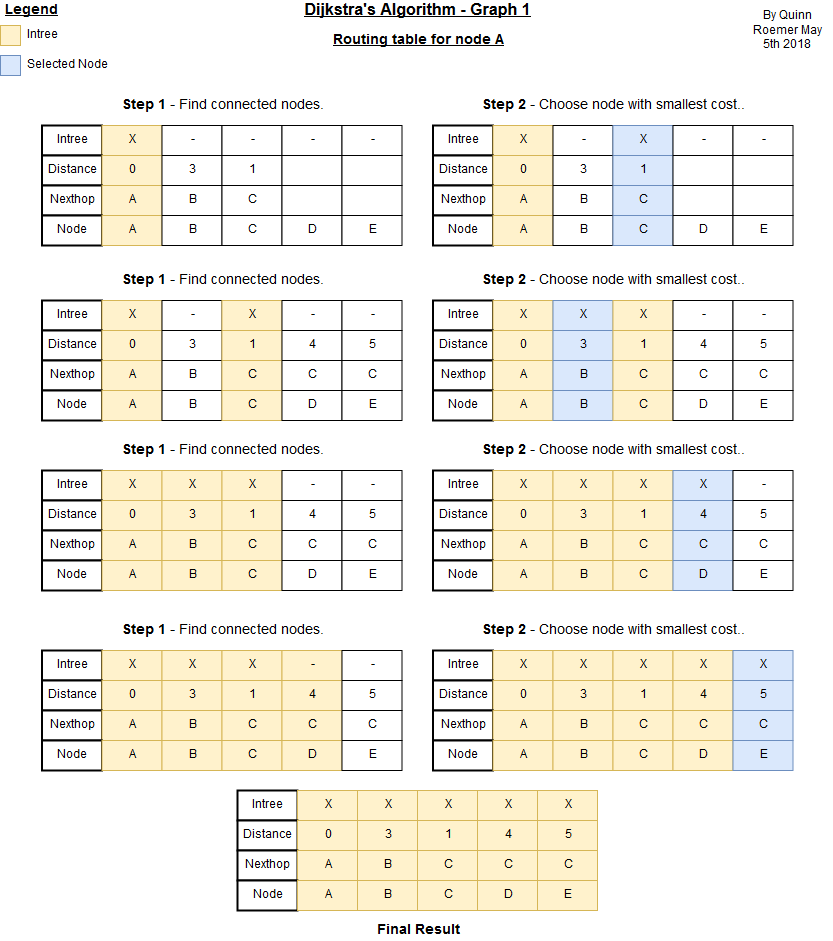 Legend
Intree
Selected Node
Dijkstra's Algorithm - Graph 1
Routing table for node A
By Quinn
Roemer May
5th 2018
Step 1 - Find connected nodes.
Intree X - - - -
Distance 0 3 1
Nexthop A B C
Node A B C D E
Step 2 - Choose node with smallest cost..
Intree X - X - -
Distance 0 3 1
Nexthop A B C
Node A B C D E
Step 1 - Find connected nodes.
Intree X - X - -
Distance 0 3 1 4 5
Nexthop A B C C C
Node A B C D E
Step 2 - Choose node with smallest cost..
Intree X X X - -
Distance 0 3 1 4 5
Nexthop A B C C C
Node A B C D E
Step 1 - Find connected nodes.
Intree X X X - -
Distance 0 3 1 4 5
Nexthop A B C C C
Node A B C D E
Step 2 - Choose node with smallest cost..
Intree X X X X -
Distance 0 3 1 4 5
Nexthop A B C C C
Node A B C D E
Step 1 - Find connected nodes.
Intree X X X - -
Distance 0 3 1 4 5
Nexthop A B C C C
Node A B C D E
Step 2 - Choose node with smallest cost..
Intree X X X X X
Distance 0 3 1 4 5
Nexthop A B C C C
Node A B C D E
Intree X X X X X
Distance 0 3 1 4 5
Nexthop A B C C C
Node A B C D E
Final Result